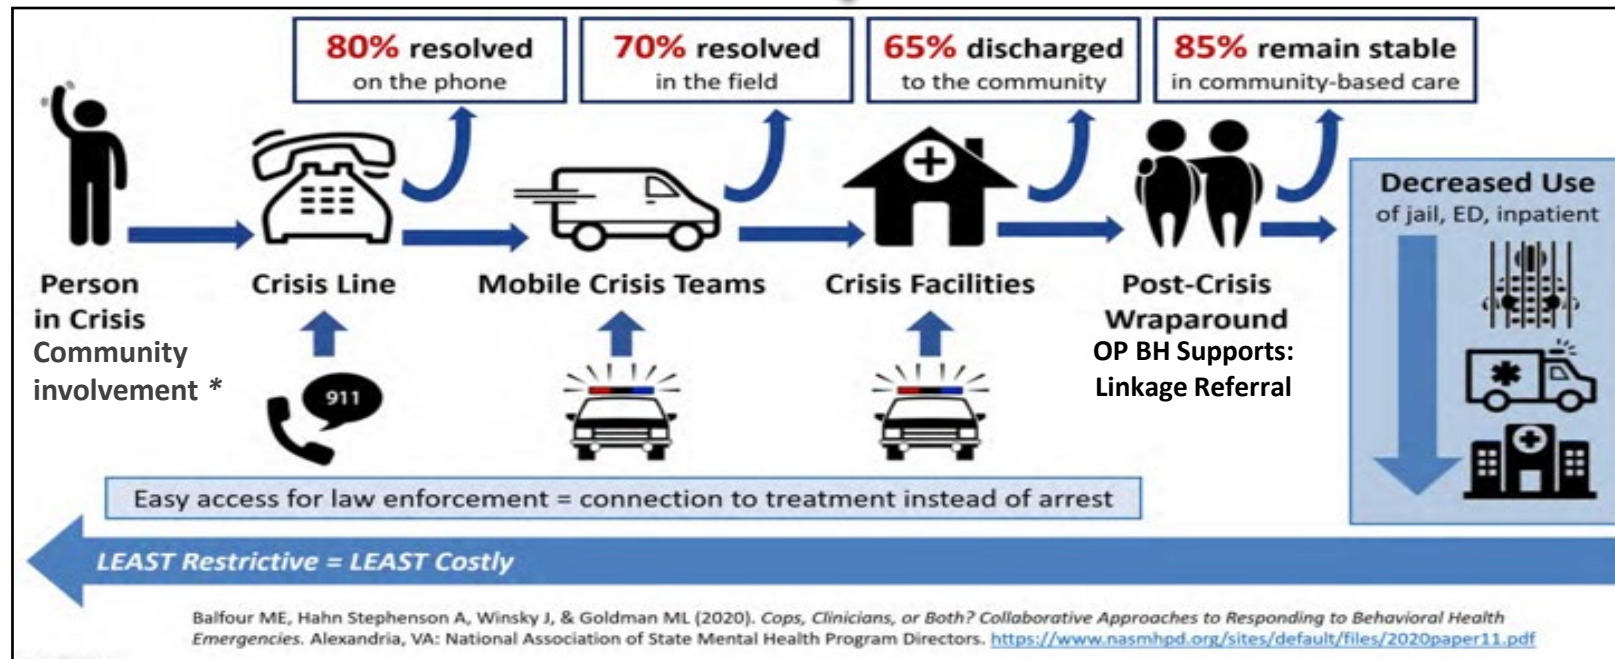 80% resolved
on the phone
70% resolved
in the field
65% discharged
to the community
85% remain stable
in community-based care
Person
in Crisis
Community
involvement *
Crisis Line
Mobile Crisis Teams
Crisis Facilities
Post-Crisis
Wraparound
OP BH Supports:
Linkage Referral
Decreased Use
of jail, ED, inpatient
911
Easy access for law enforcement = connection to treatment instead of arrest
LEAST Restrictive = LEAST Costly
Balfour ME, Hahn Stephenson A, Winsky J, & Goldman ML (2020). Cops, Clinicians, or Both? Collaborative Approaches to Responding to Behavioral Health
Emergencies. Alexandria, VA: National Association of State Mental Health Program Directors. https://www.nasmhpd.org/sites/default/files/2020paper11.pdf